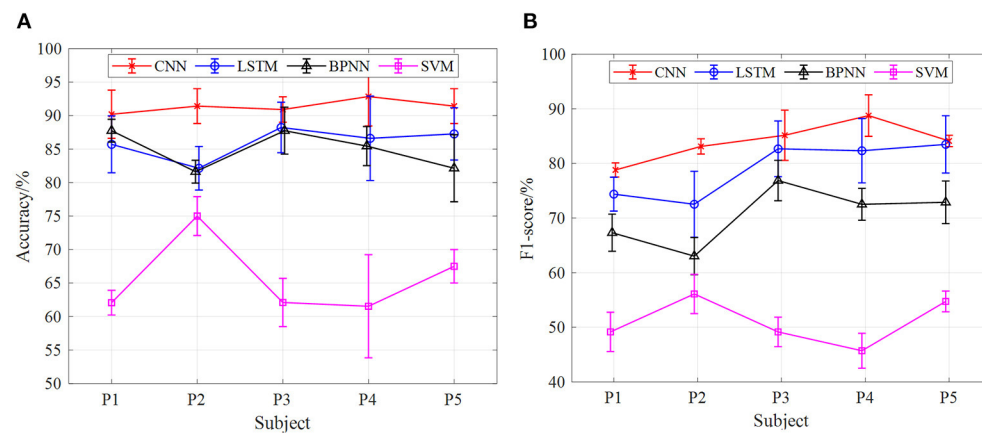 A
CNN LSTM BPNN SVM
100
95
90
85
80
75
70
65
60
55
50
Accuracy/%
P1 P2 P3 P4 P5
Subject
B
CNN LSTM BPNN SVM
100
90
80
70
60
50
40
F1-score/%
P1 P2 P3 P4 P5
Subject